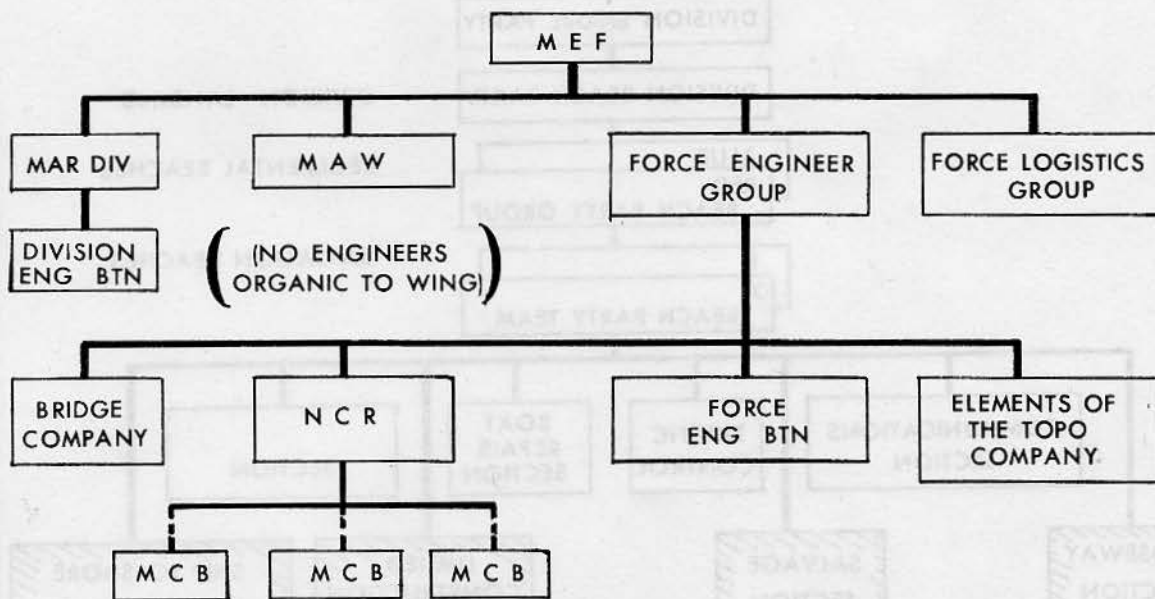 M E F
MAR DIV
M A W
FORCE ENGINEER
GROUP
FORCE LOGISTICS
GROUP
DIVISION
ENG BTN
(NO ENGINEERS
ORGANIC TO WING)
BRIDGE
COMPANY
N C R
FORCE
ENG BTN
ELEMENTS OF
THE TOPO
COMPANY.
M C B
M C B
M C B